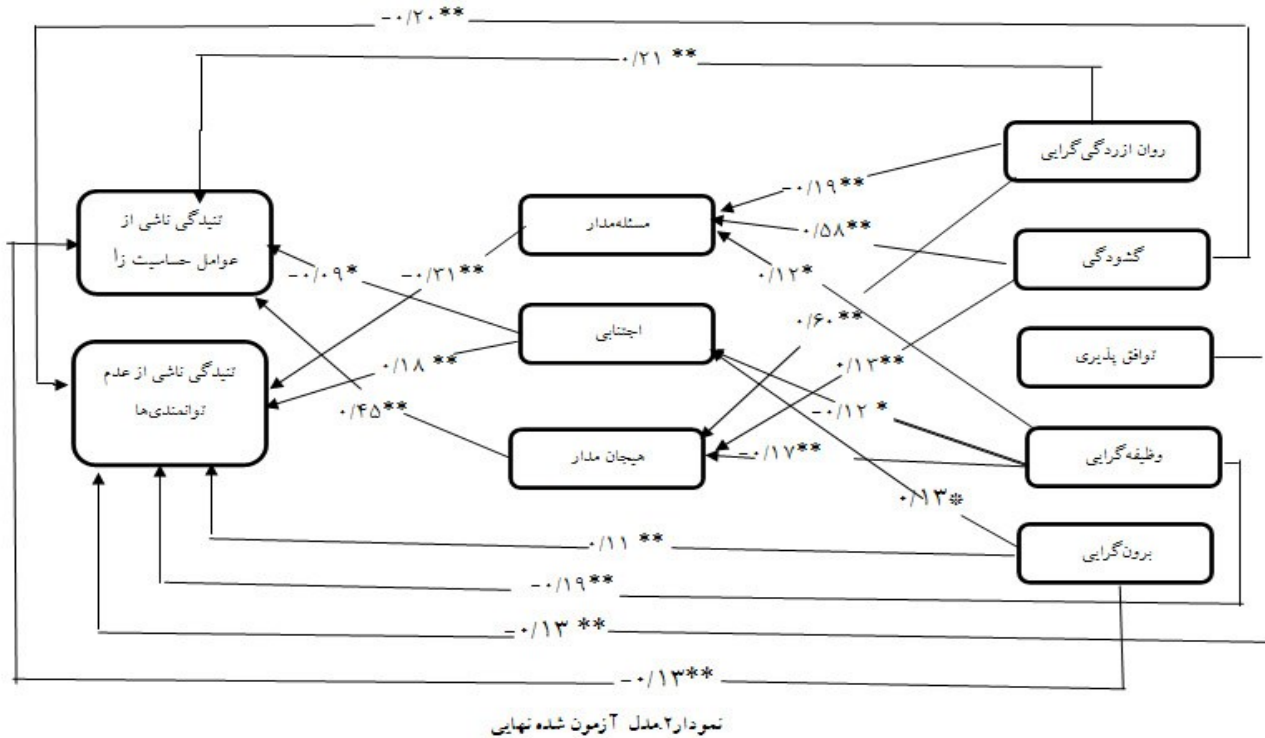 -۰/۲۰**
۰/۲۱ **
روان ازردگی‌گرایی
-۰/۱۹**
تنیدگی ناشی از
عوامل حساسیت زا
مسئله‌مدار
۰/۵۸**
گشودگی
-۰/۰۹*
-۰/۳۱**
۰/۱۲*
اجتنابی
۰/۶۰**
توافق پذیری
تنیدگی ناشی از عدم
توانمندی‌ها
۰/۱۸ **
۰/۱۳**
۰/۴۵**
-۰/۱۲ *
هیجان مدار
-۰/۱۷**
وظیفه‌گرایی
۰/۱۳*
۰/۱۱ **
برون‌گرایی
-۰/۱۹**
-۰/۱۳ **
-۰/۱۳**
نمودار۲.مدل آزمون شده نهایی